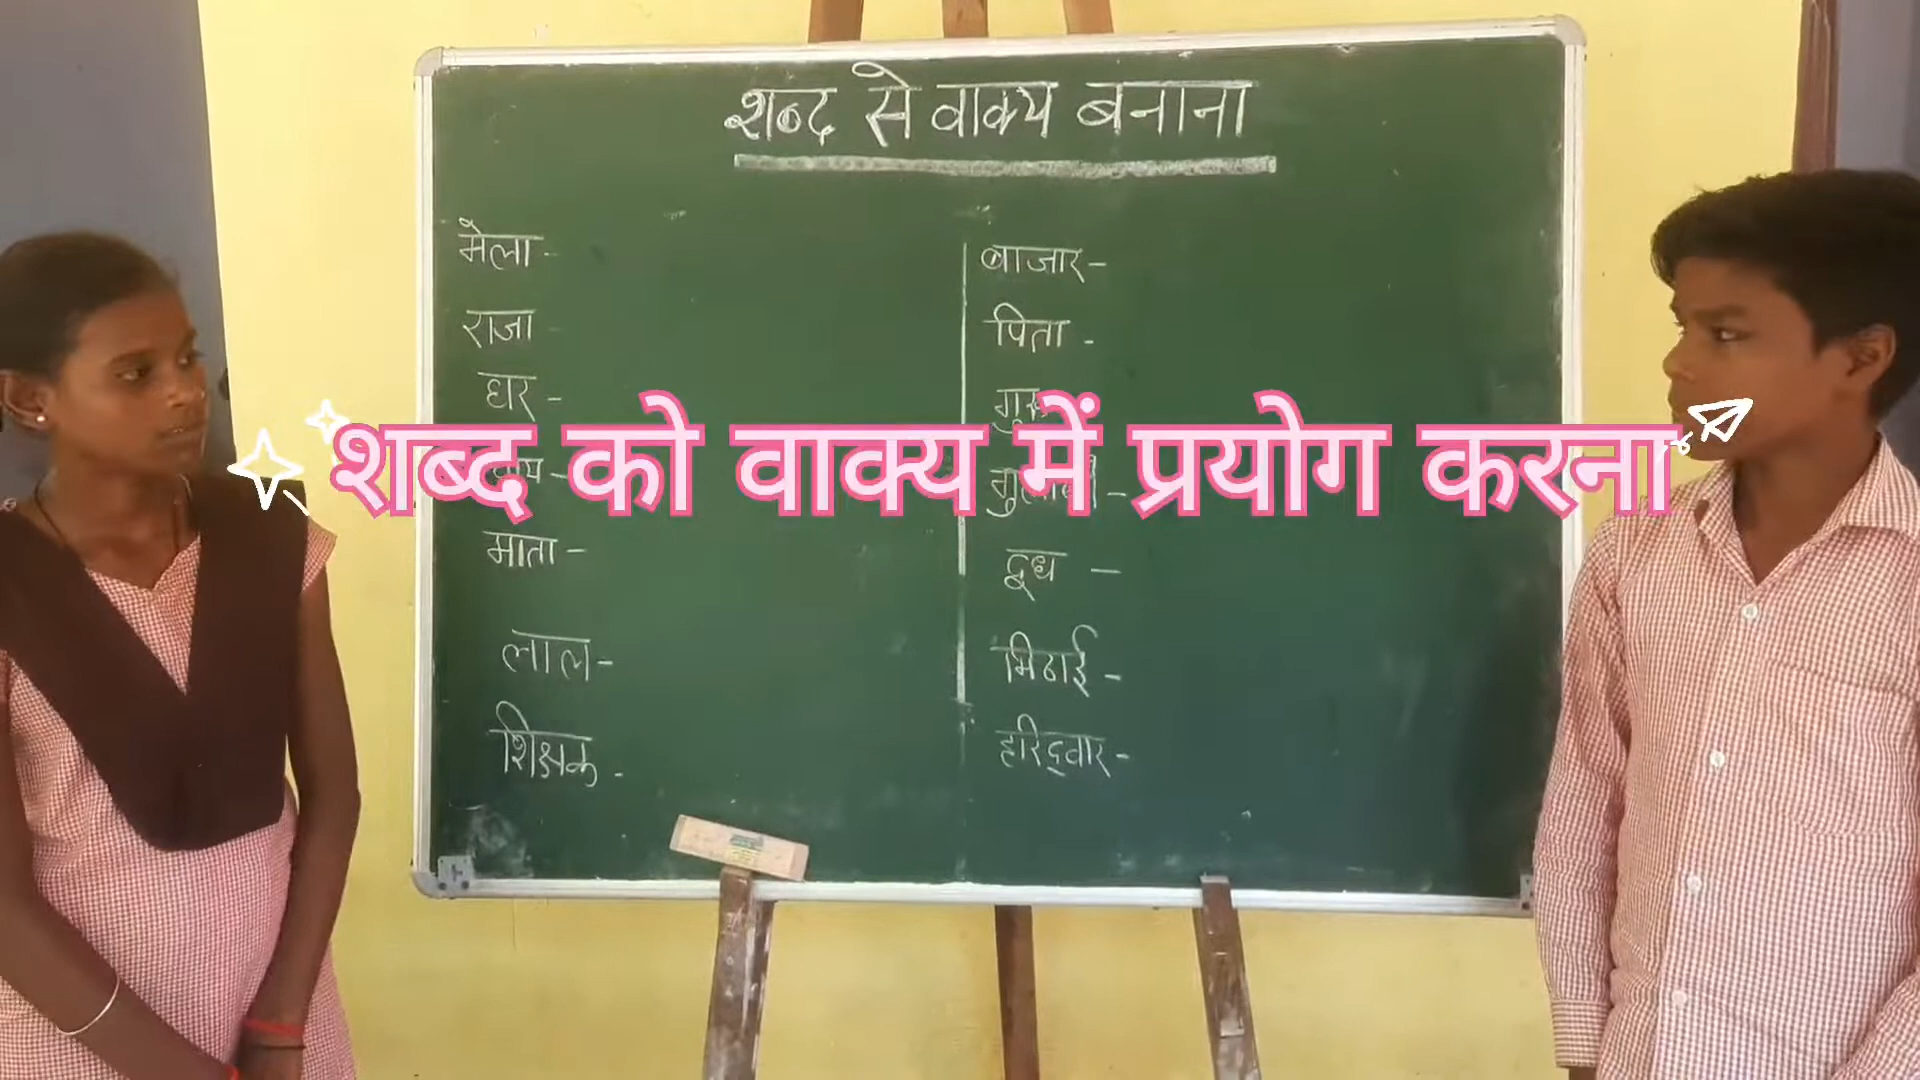 शब्द से वाक्य बनाना
मेला -
राजा -
घर -
माता -
लाल -
शिक्षक -
बाजार -
पिता -
दूध -
मिठाई -
हरिद्वार -
शब्द को वाक्य में प्रयोग करना